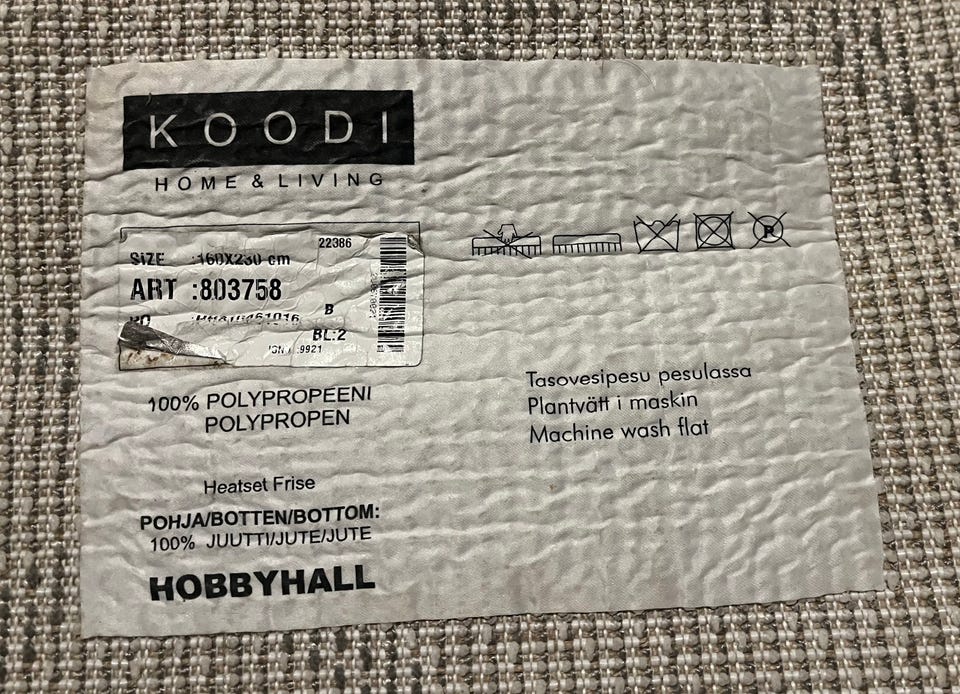 KOODI
HOME & LIVING
22386
SIZE :160X230 cm
ART :803758
B
BL:2
:9921
100% POLYPROPEENI
POLYPROPEN
Heatset Frise
POHJA/BOTTEN/BOTTOM:
100% JUUTTI/JUTE/JUTE
HOBBYHALL
P
Tasovesipesu pesulassa
Plantvätt i maskin
Machine wash flat